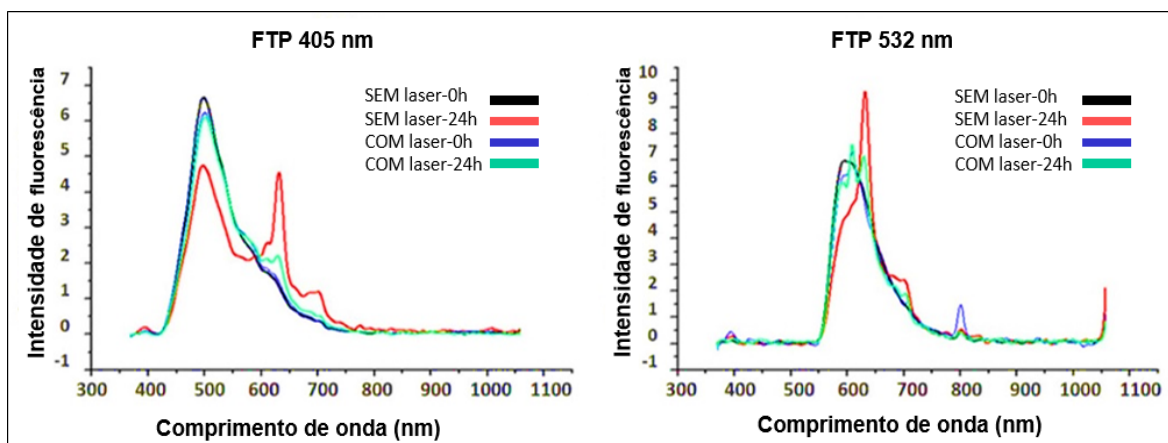 FTP 405 nm
Intensidade de fluorescência
7
6
5
4
3
2
1
0
-1
SEM laser-0h
SEM laser-24h
COM laser-0h
COM laser-24h
300 400 500 600 700 800 900 1000 1100
Comprimento de onda (nm)
FTP 532 nm
Intensidade de fluorescência
10
9
8
7
6
5
4
3
2
1
0
-1
SEM laser-0h
SEM laser-24h
COM laser-0h
COM laser-24h
300 400 500 600 700 800 900 1000 1100
Comprimento de onda (nm)